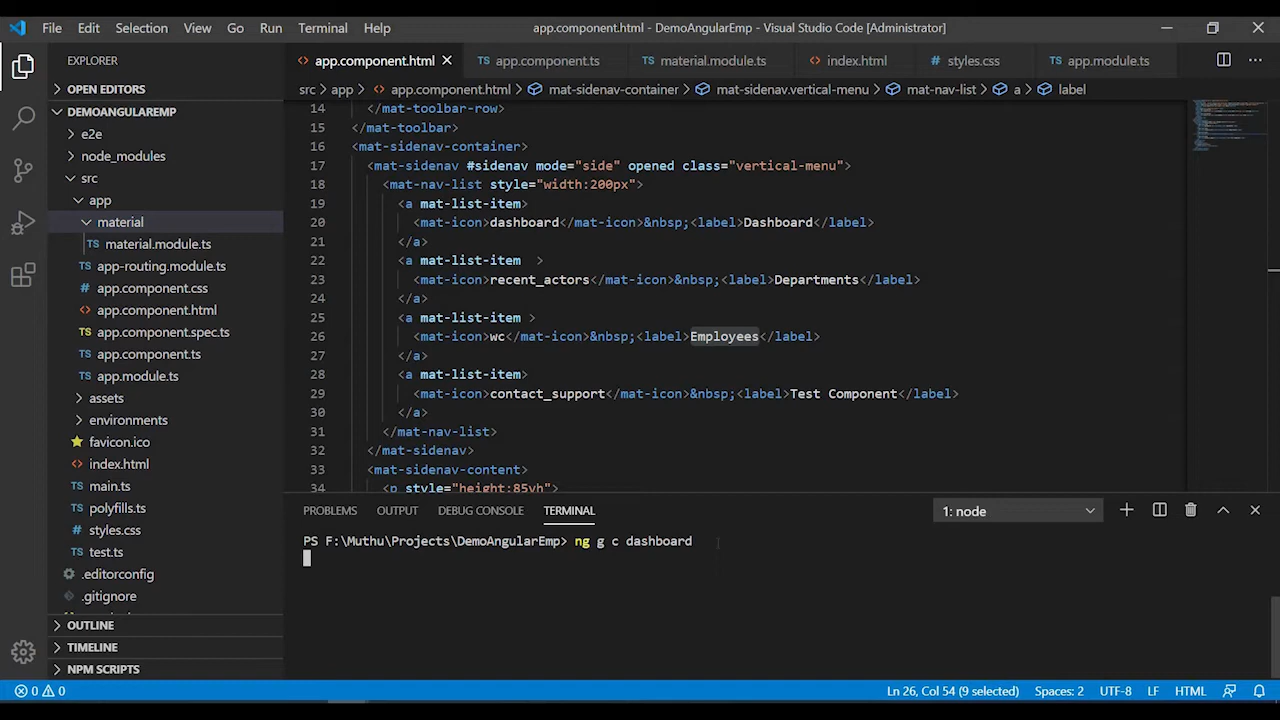 File Edit Selection View Go Run Terminal Help app.component.html - DemoAngularEmp - Visual Studio Code [Administrator]
EXPLORER
OPEN EDITORS
DEMOANGULAREMP
e2e
node_modules
src
app
material
TS material.module.ts
TS app-routing.module.ts
# app.component.css
<> app.component.html
TS app.component.spec.ts
TS app.component.ts
TS app.module.ts
assets
environments
favicon.ico
<> index.html
TS main.ts
TS polyfills.ts
# styles.css
TS test.ts
.editorconfig
.gitignore
OUTLINE
TIMELINE
NPM SCRIPTS
<> app.component.html TS app.component.ts TS material.module.ts <> index.html # styles.css TS app.module.ts
src > app > <> app.component.html > mat-sidenav-container > mat-sidenav.vertical-menu > mat-nav-list > a > label
14 </mat-toolbar-row>
15 </mat-toolbar>
16 <mat-sidenav-container>
17 <mat-sidenav #sidenav mode="side" opened class="vertical-menu">
18 <mat-nav-list style="width:200px">
19 <a mat-list-item>
20 <mat-icon>dashboard</mat-icon>&nbsp;<label>Dashboard</label>
21 </a>
22 <a mat-list-item  >
23 <mat-icon>recent_actors</mat-icon>&nbsp;<label>Departments</label>
24 </a>
25 <a mat-list-item >
26 <mat-icon>wc</mat-icon>&nbsp;<label>Employees</label>
27 </a>
28 <a mat-list-item>
29 <mat-icon>contact_support</mat-icon>&nbsp;<label>Test Component</label>
30 </a>
31 </mat-nav-list>
32 </mat-sidenav>
33 <mat-sidenav-content>
34 <p style="height:85vh">
PROBLEMS OUTPUT DEBUG CONSOLE TERMINAL 1: node
PS F:\Muthu\Projects\DemoAngularEmp> ng g c dashboard
0 0 Ln 26, Col 54 (9 selected) Spaces: 2 UTF-8 LF HTML